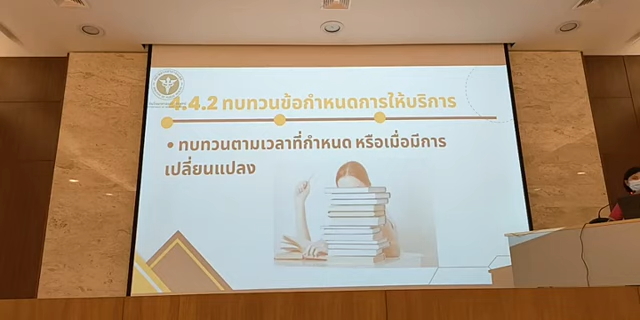 4.4.2 ทบทวนข้อกำหนดการให้บริการ
• ทบทวนตามเวลาที่กำหนด หรือเมื่อมีการ
เปลี่ยนแปลง